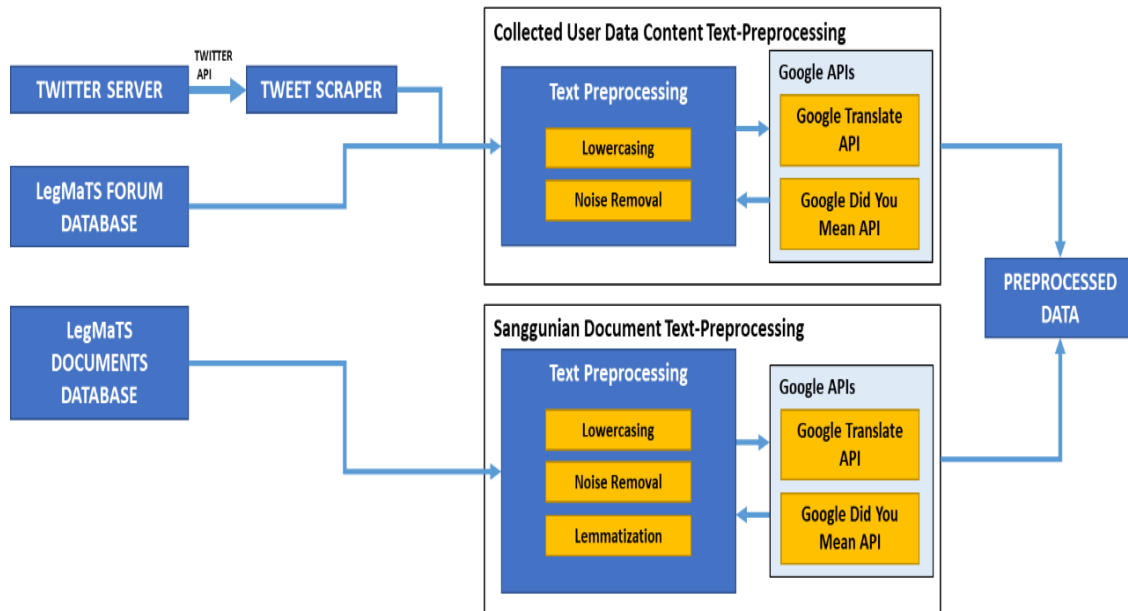 TWITTER SERVER
TWITTER
API
TWEET SCRAPER
LegMaTS FORUM
DATABASE
LegMaTS
DOCUMENTS
DATABASE
Collected User Data Content Text-Preprocessing
Text Preprocessing
Lowercasing
Noise Removal
Google APIs
Google Translate
API
Google Did You
Mean API
Sanggunian Document Text-Preprocessing
Text Preprocessing
Lowercasing
Noise Removal
Lemmatization
Google APIs
Google Translate
API
Google Did You
Mean API
PREPROCESSED
DATA